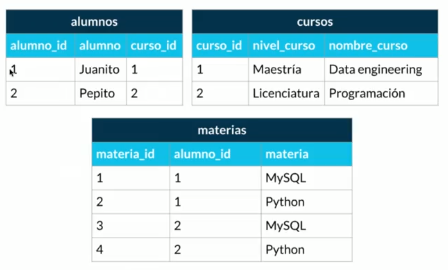 alumnos
alumno_id alumno curso_id
1 Juanito 1
2 Pepito 2
cursos
curso_id nivel_curso nombre_curso
1 Maestría Data engineering
2 Licenciatura Programación
materias
materia_id alumno_id materia
1 1 MySQL
2 1 Python
3 2 MySQL
4 2 Python